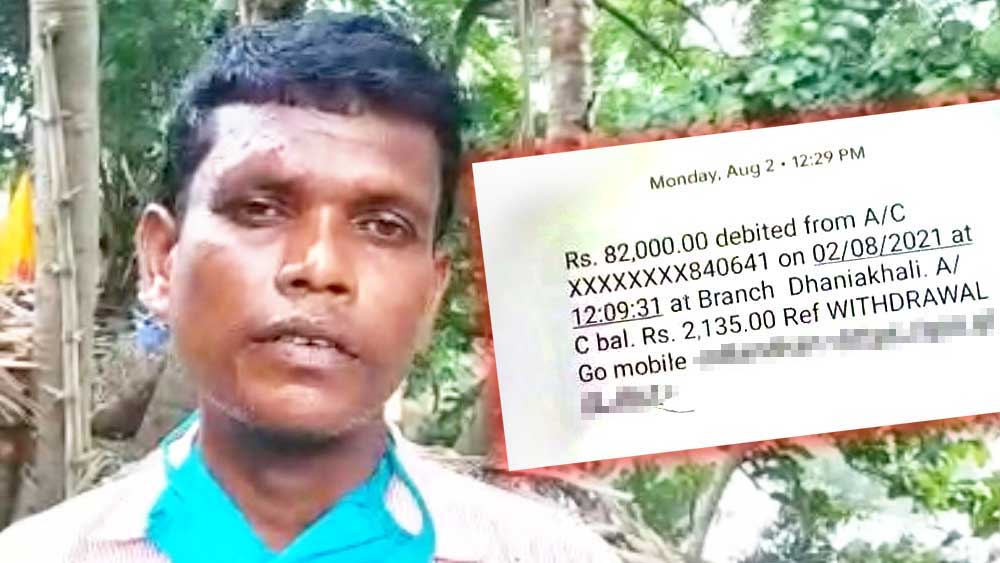 Monday, Aug 2 • 12:29 PM
Rs. 82,000.00 debited from A/C
XXXXXXXX840641 on 02/08/2021 at
12:09:31 at Branch Dhaniakhali. A/
C bal. Rs. 2,135.00 Ref WITHDRAWAL
Go mobile